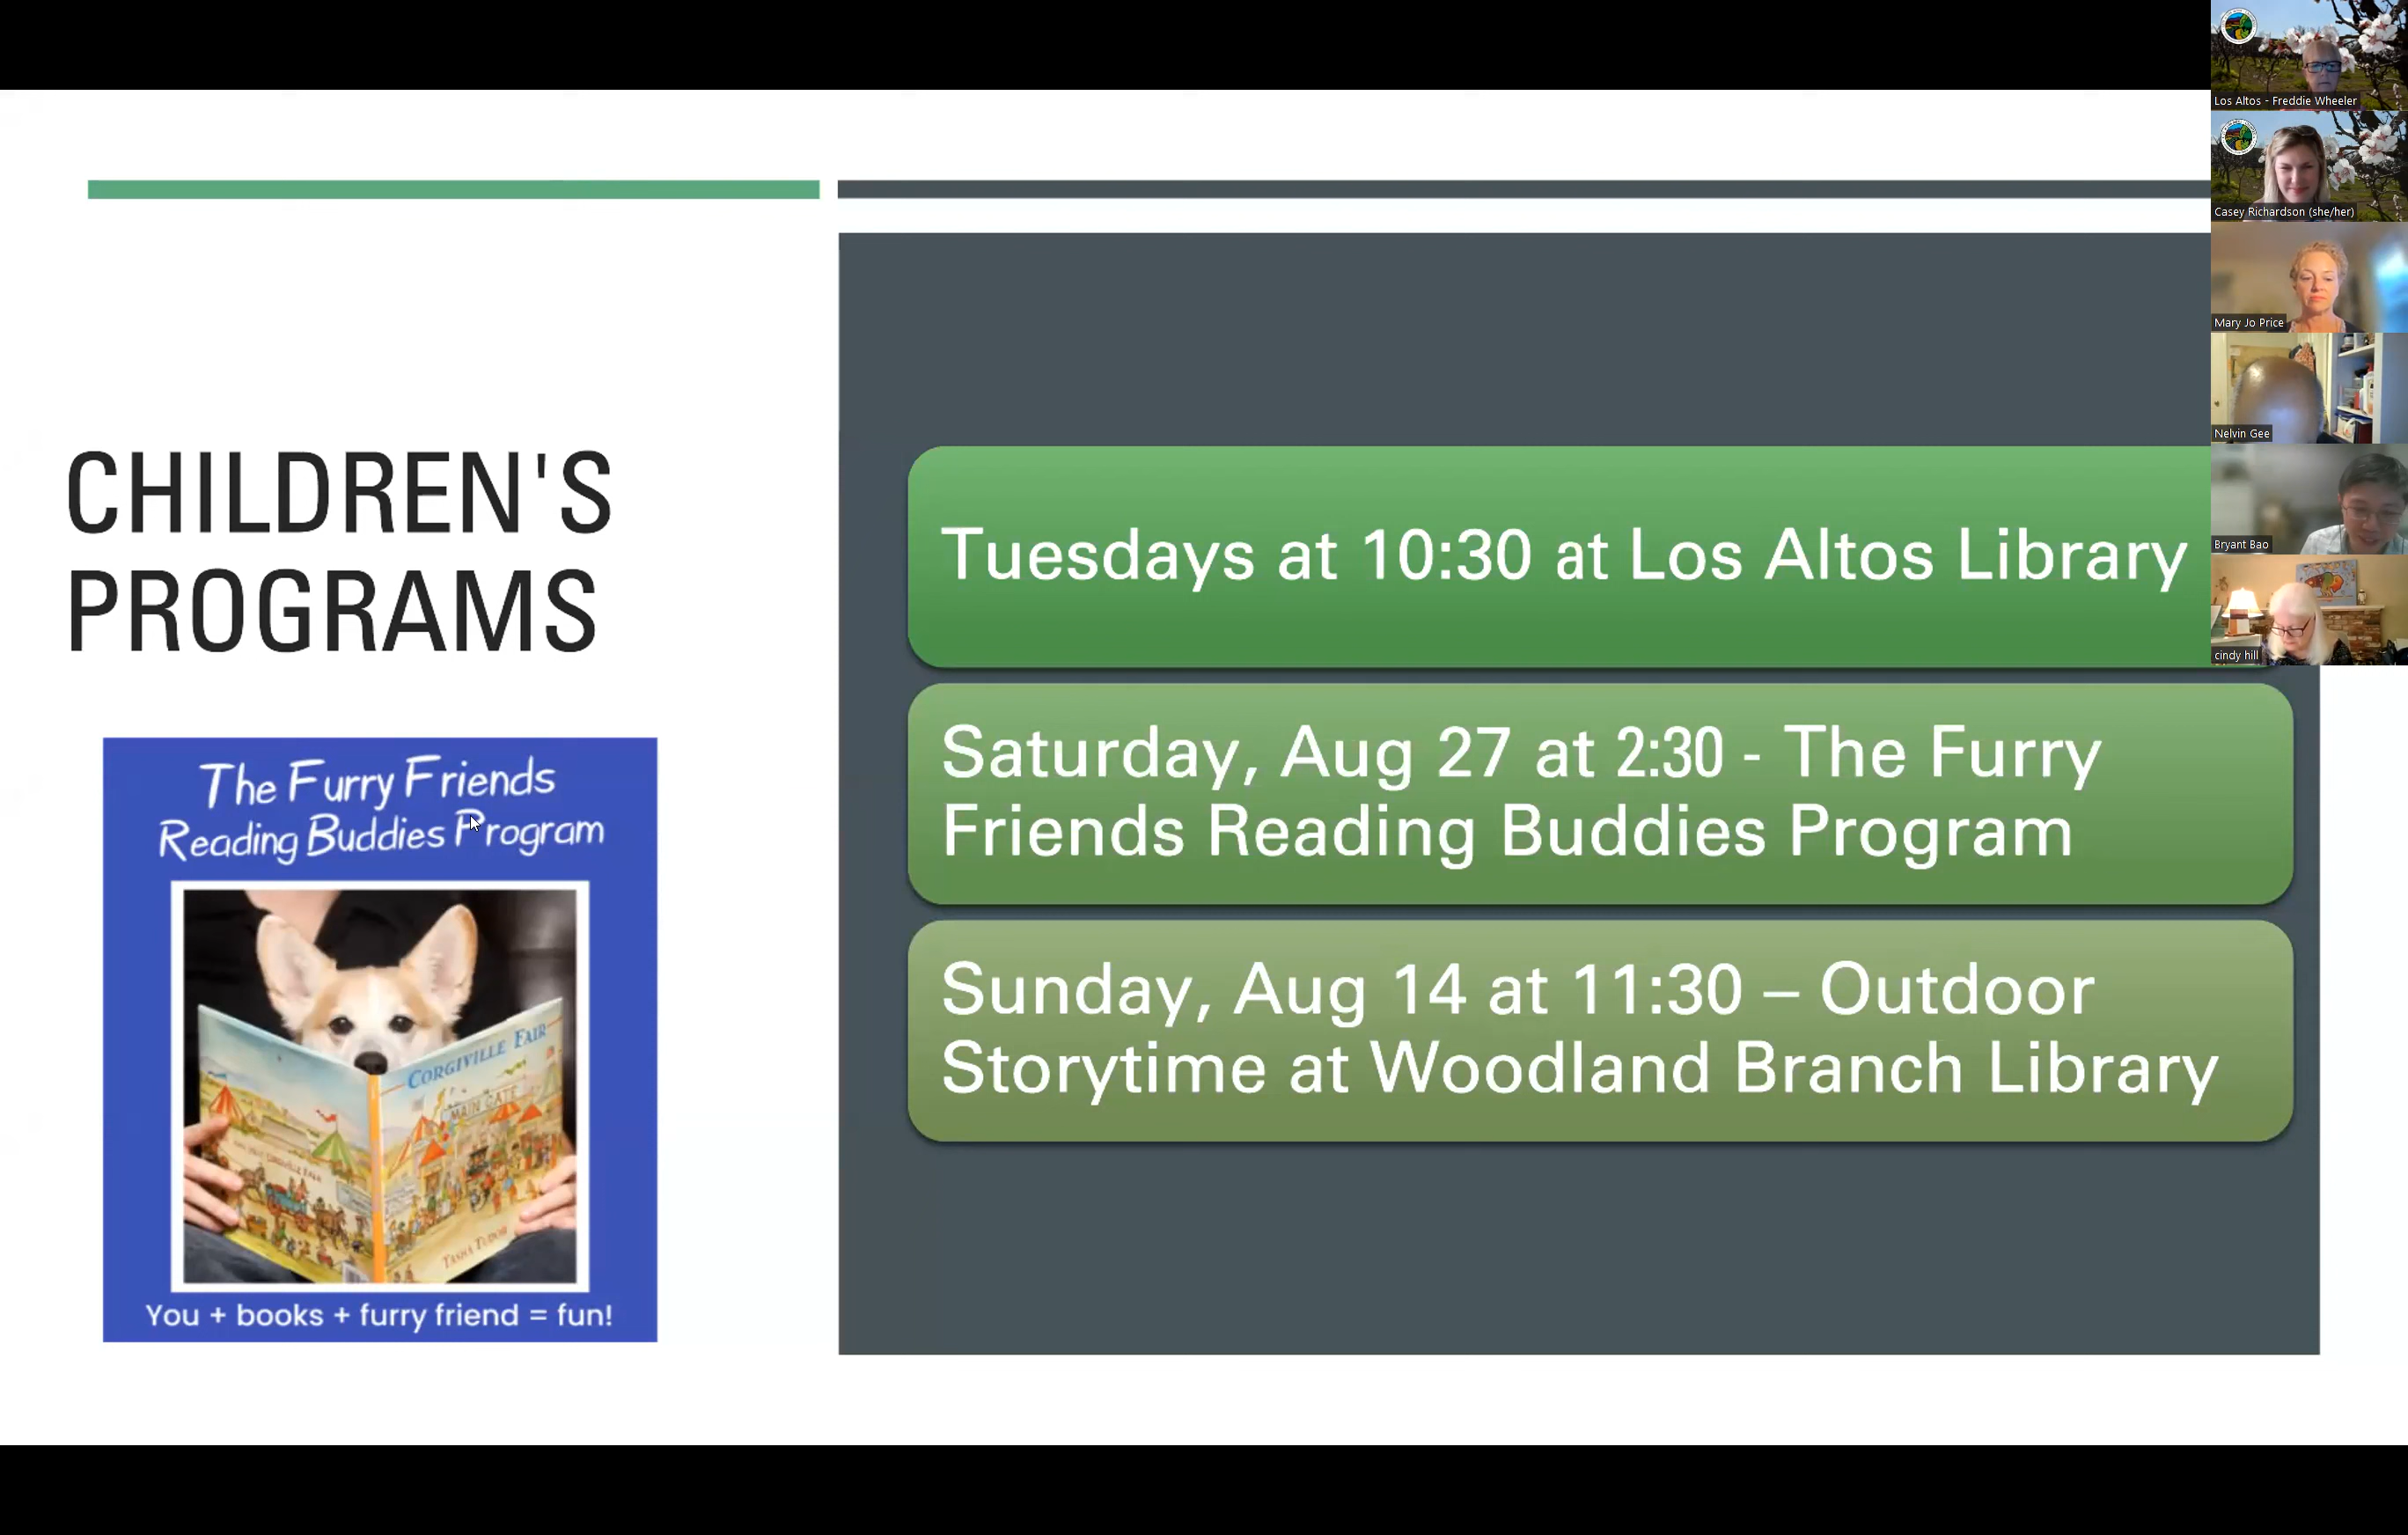 CHILDREN'S
PROGRAMS
The Furry Friends
Reading Buddies Program
CORGIVILLE FAIR
MAIN GATE
TASHA TUDOR
You + books + furry friend = fun!
Tuesdays at 10:30 at Los Altos Library
Saturday, Aug 27 at 2:30 - The Furry
Friends Reading Buddies Program
Sunday, Aug 14 at 11:30 – Outdoor
Storytime at Woodland Branch Library
Los Altos - Freddie Wheeler
Casey Richardson (she/her)
Mary Jo Price
Nelvin Gee
Bryant Bao
cindy hill